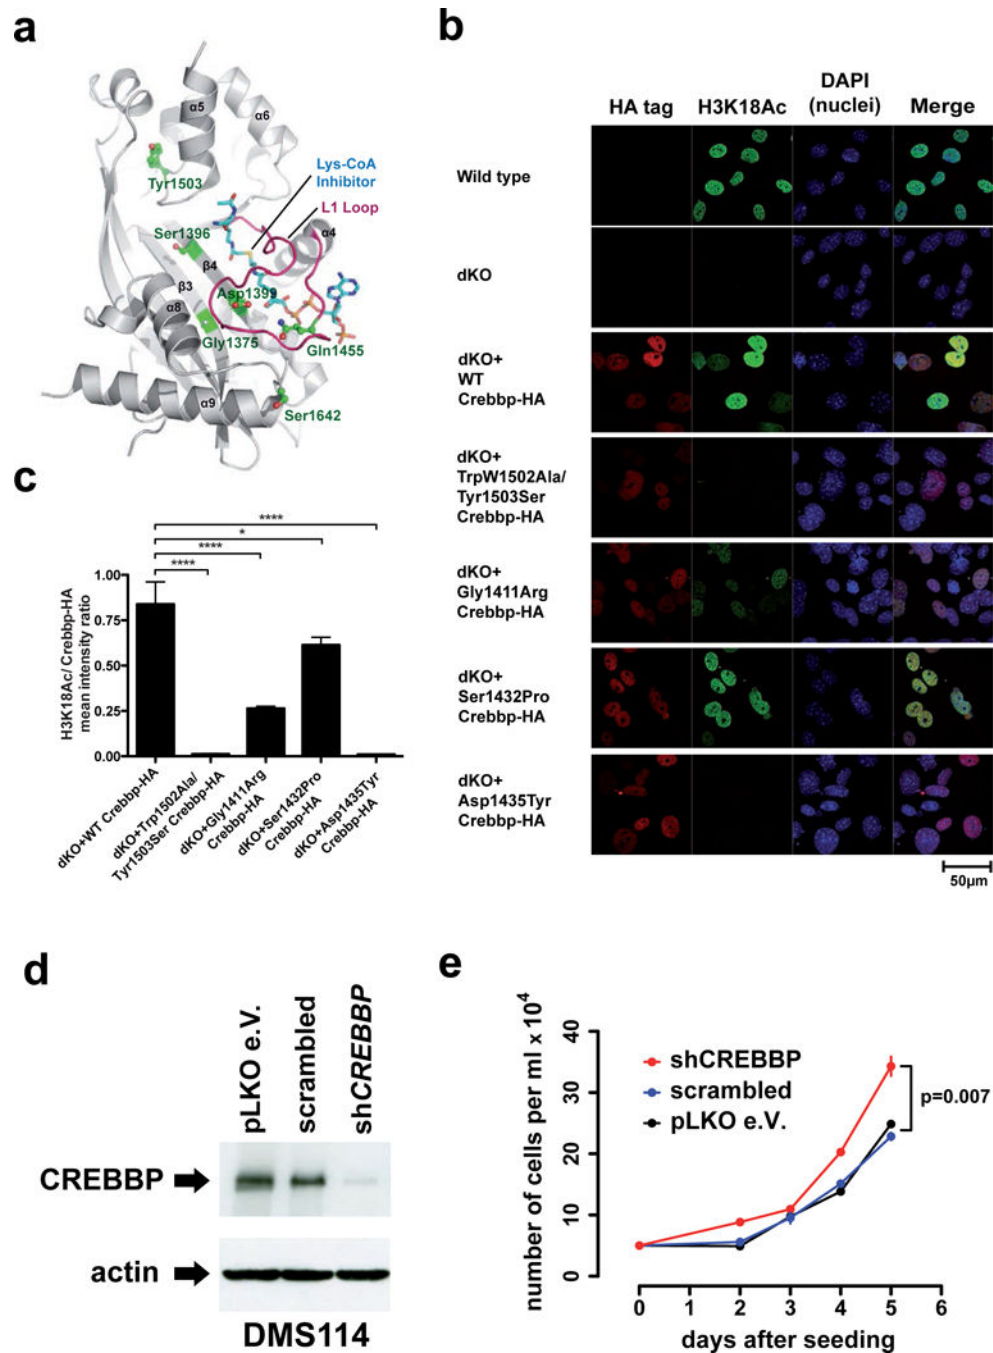 a
α5
α6
Tyr1503
Lys-CoA
Inhibitor
L1 Loop
Ser1396
α4
β4
β3
Asp1399
α8
Gly1375
Gln1455
Ser1642
α9
b
HA tag
H3K18Ac
DAPI
(nuclei)
Merge
Wild type
dKO
dKO+
WT
Crebbp-HA
dKO+
TrpW1502Ala/
Tyr1503Ser
Crebbp-HA
dKO+
Gly1411Arg
Crebbp-HA
dKO+
Ser1432Pro
Crebbp-HA
dKO+
Asp1435Tyr
Crebbp-HA
50μm
c
****
*
****
****
H3K18Ac/ Crebbp-HA
mean intensity ratio
1.00
0.75
0.50
0.25
0.00
dKO+WT Crebbp-HA
dKO+Trp1502Ala/
Tyr1503Ser Crebbp-HA
dKO+Gly1411Arg
Crebbp-HA
dKO+Ser1432Pro
Crebbp-HA
dKO+Asp1435Tyr
Crebbp-HA
d
pLKO e.V.
scrambled
shCREBBP
CREBBP
actin
DMS114
e
number of cells per ml x 10⁴
40
30
20
10
0
shCREBBP
scrambled
pLKO e.V.
p=0.007
0 1 2 3 4 5 6
days after seeding